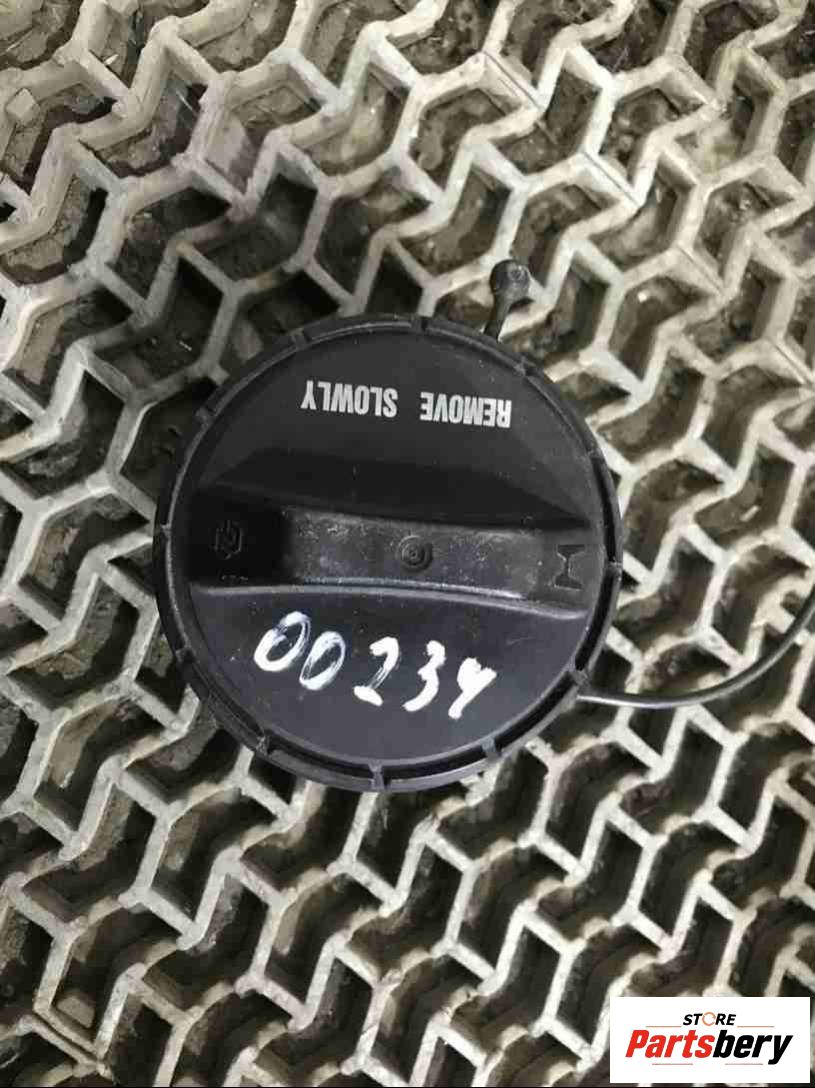 REMOVE SLOWLY
00234
STORE
Partsbery